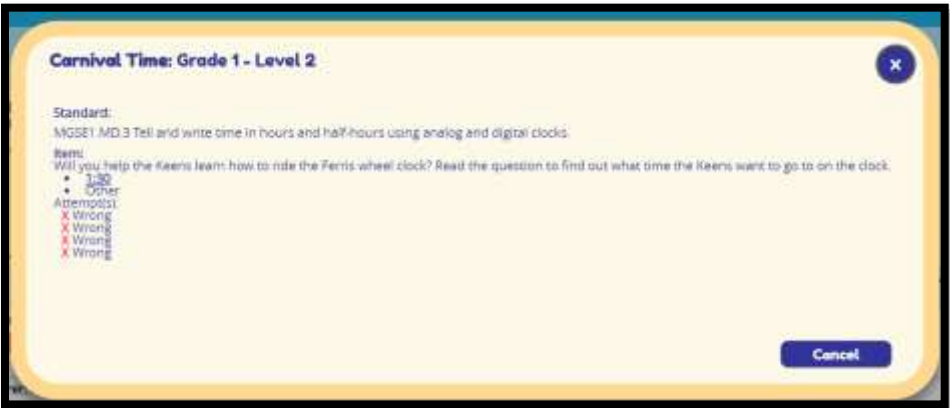 Carnival Time: Grade 1 - Level 2
x
Standard:
MGSE1.MD.3 Tell and write time in hours and half-hours using analog and digital clocks.
Item:
Will you help the Keens learn how to ride the Ferris wheel clock? Read the question to find out what time the Keens want to go to on the clock.
• 1:30
• Other
Attempt(s):
X Wrong
X Wrong
X Wrong
X Wrong
Cancel